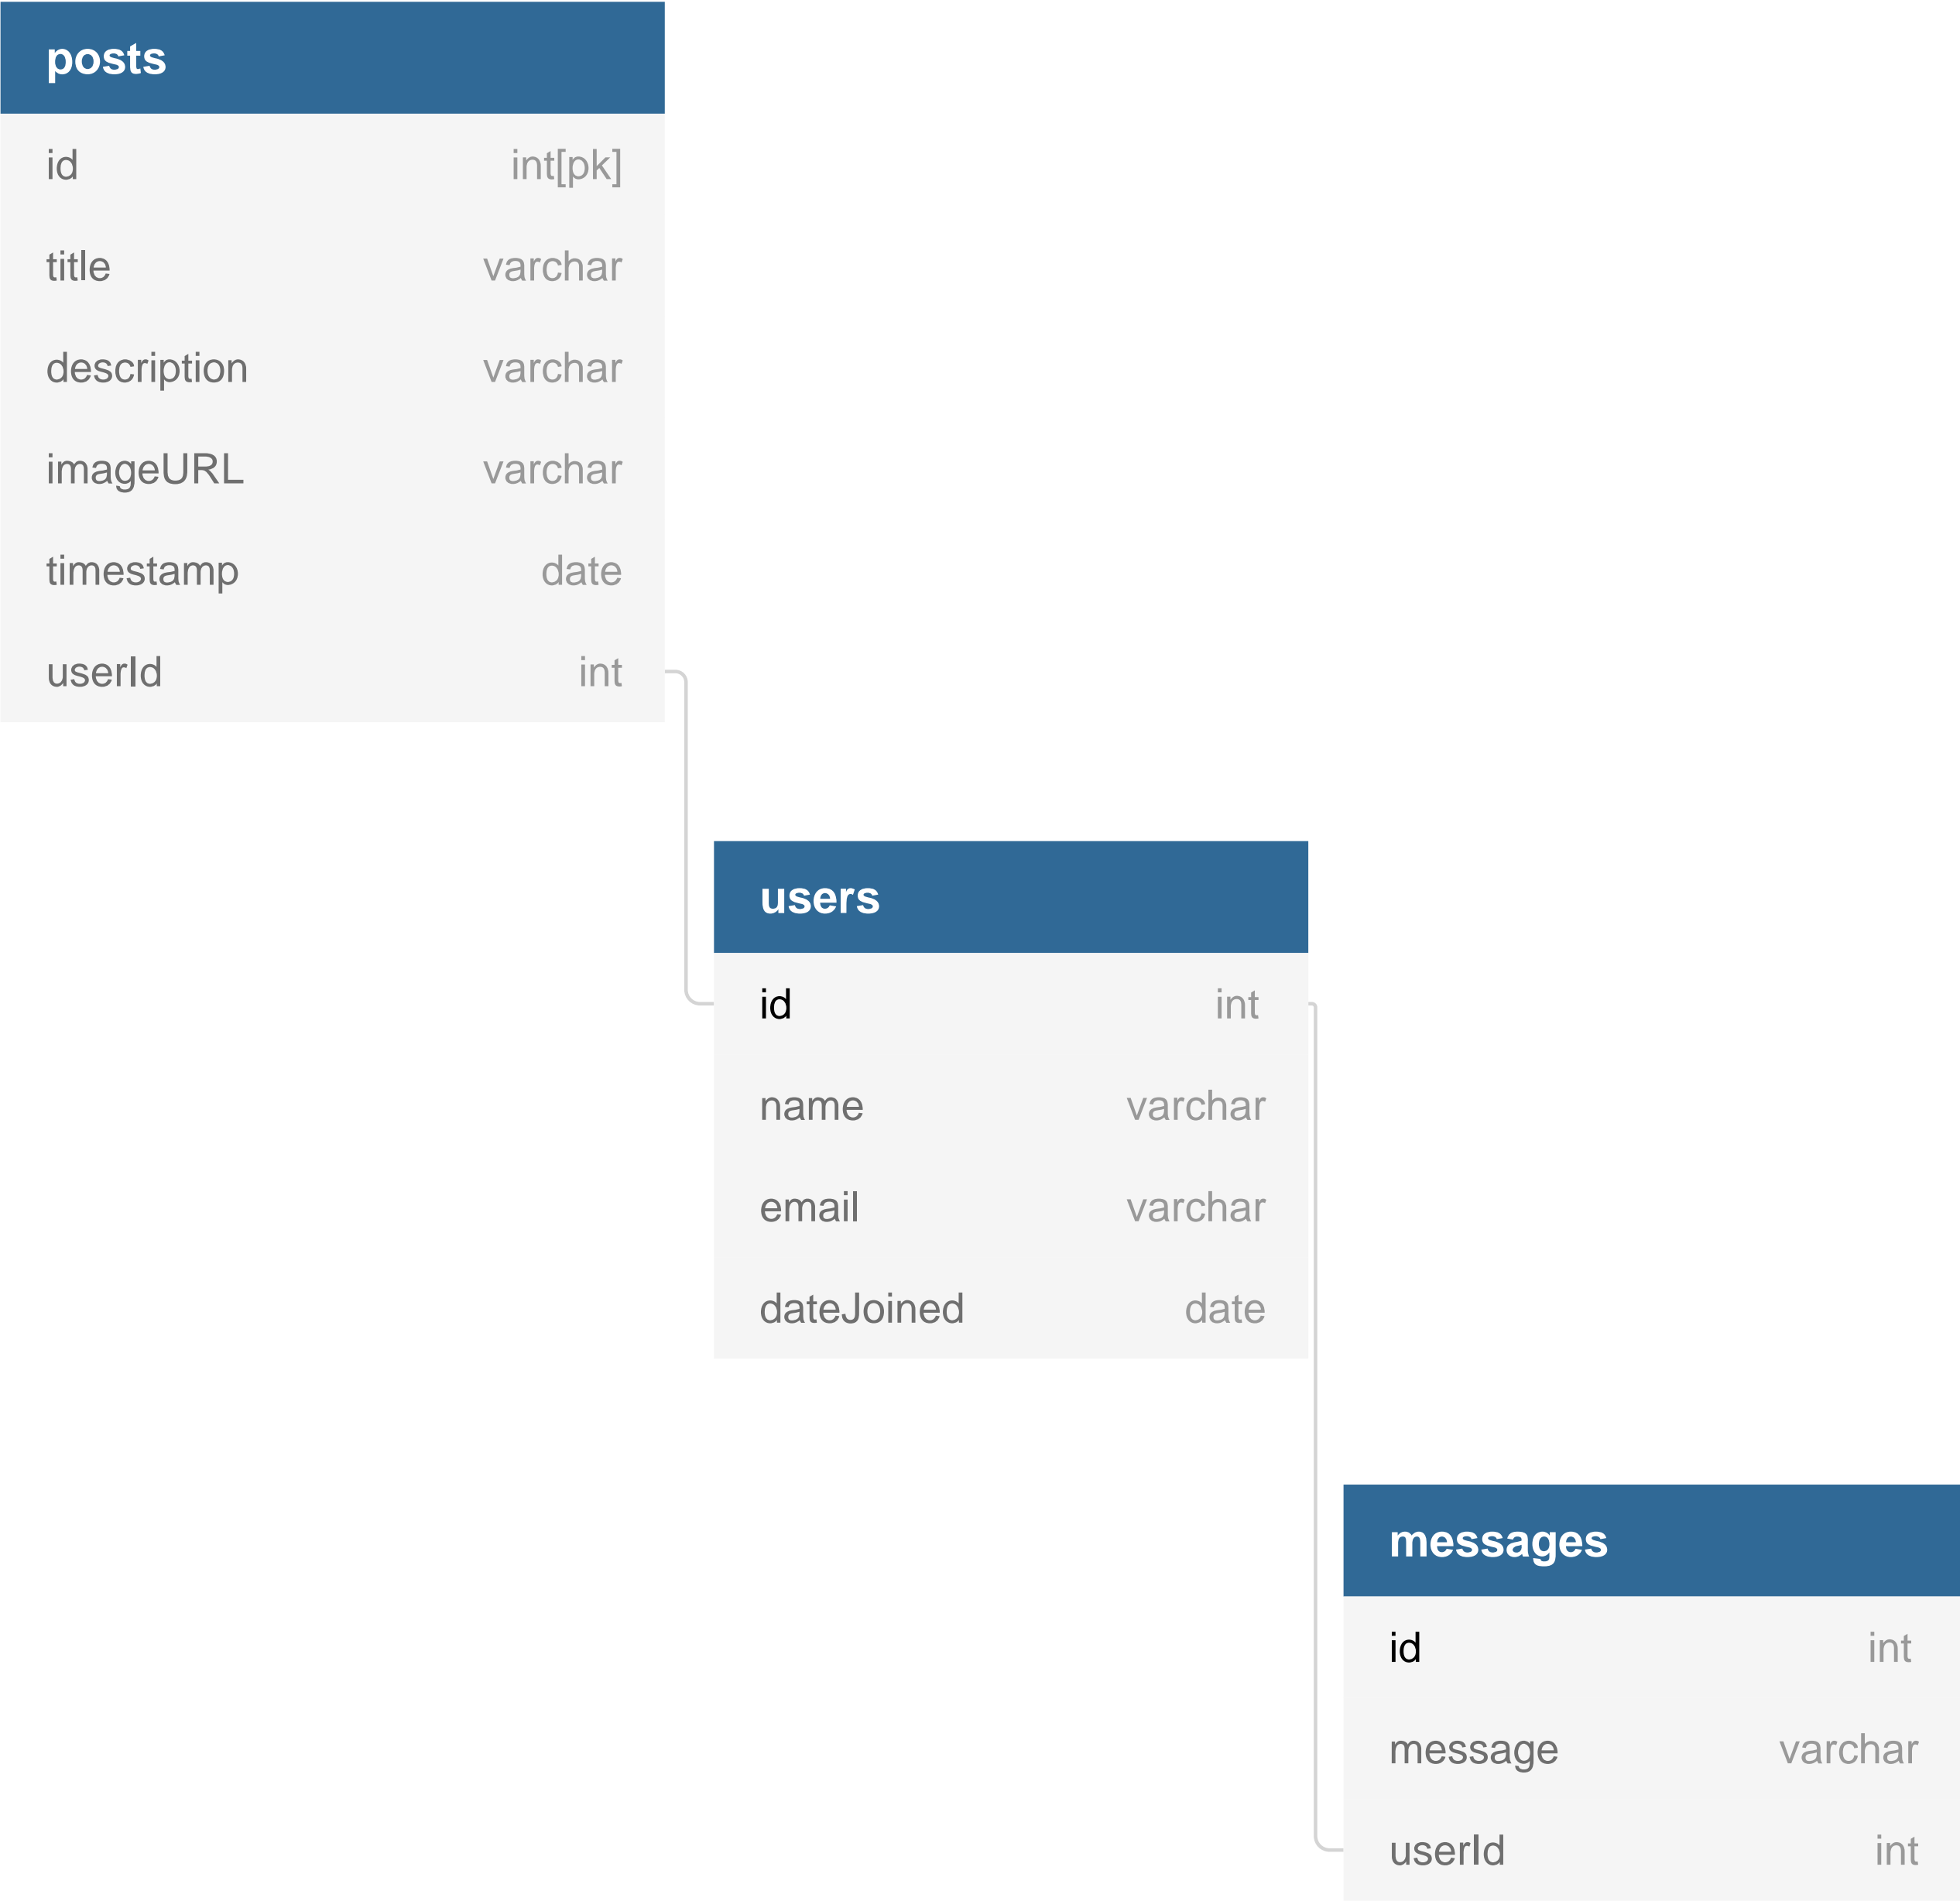 posts
id int[pk]
title varchar
description varchar
imageURL varchar
timestamp date
userId int
users
id int
name varchar
email varchar
dateJoined date
messages
id int
message varchar
userId int